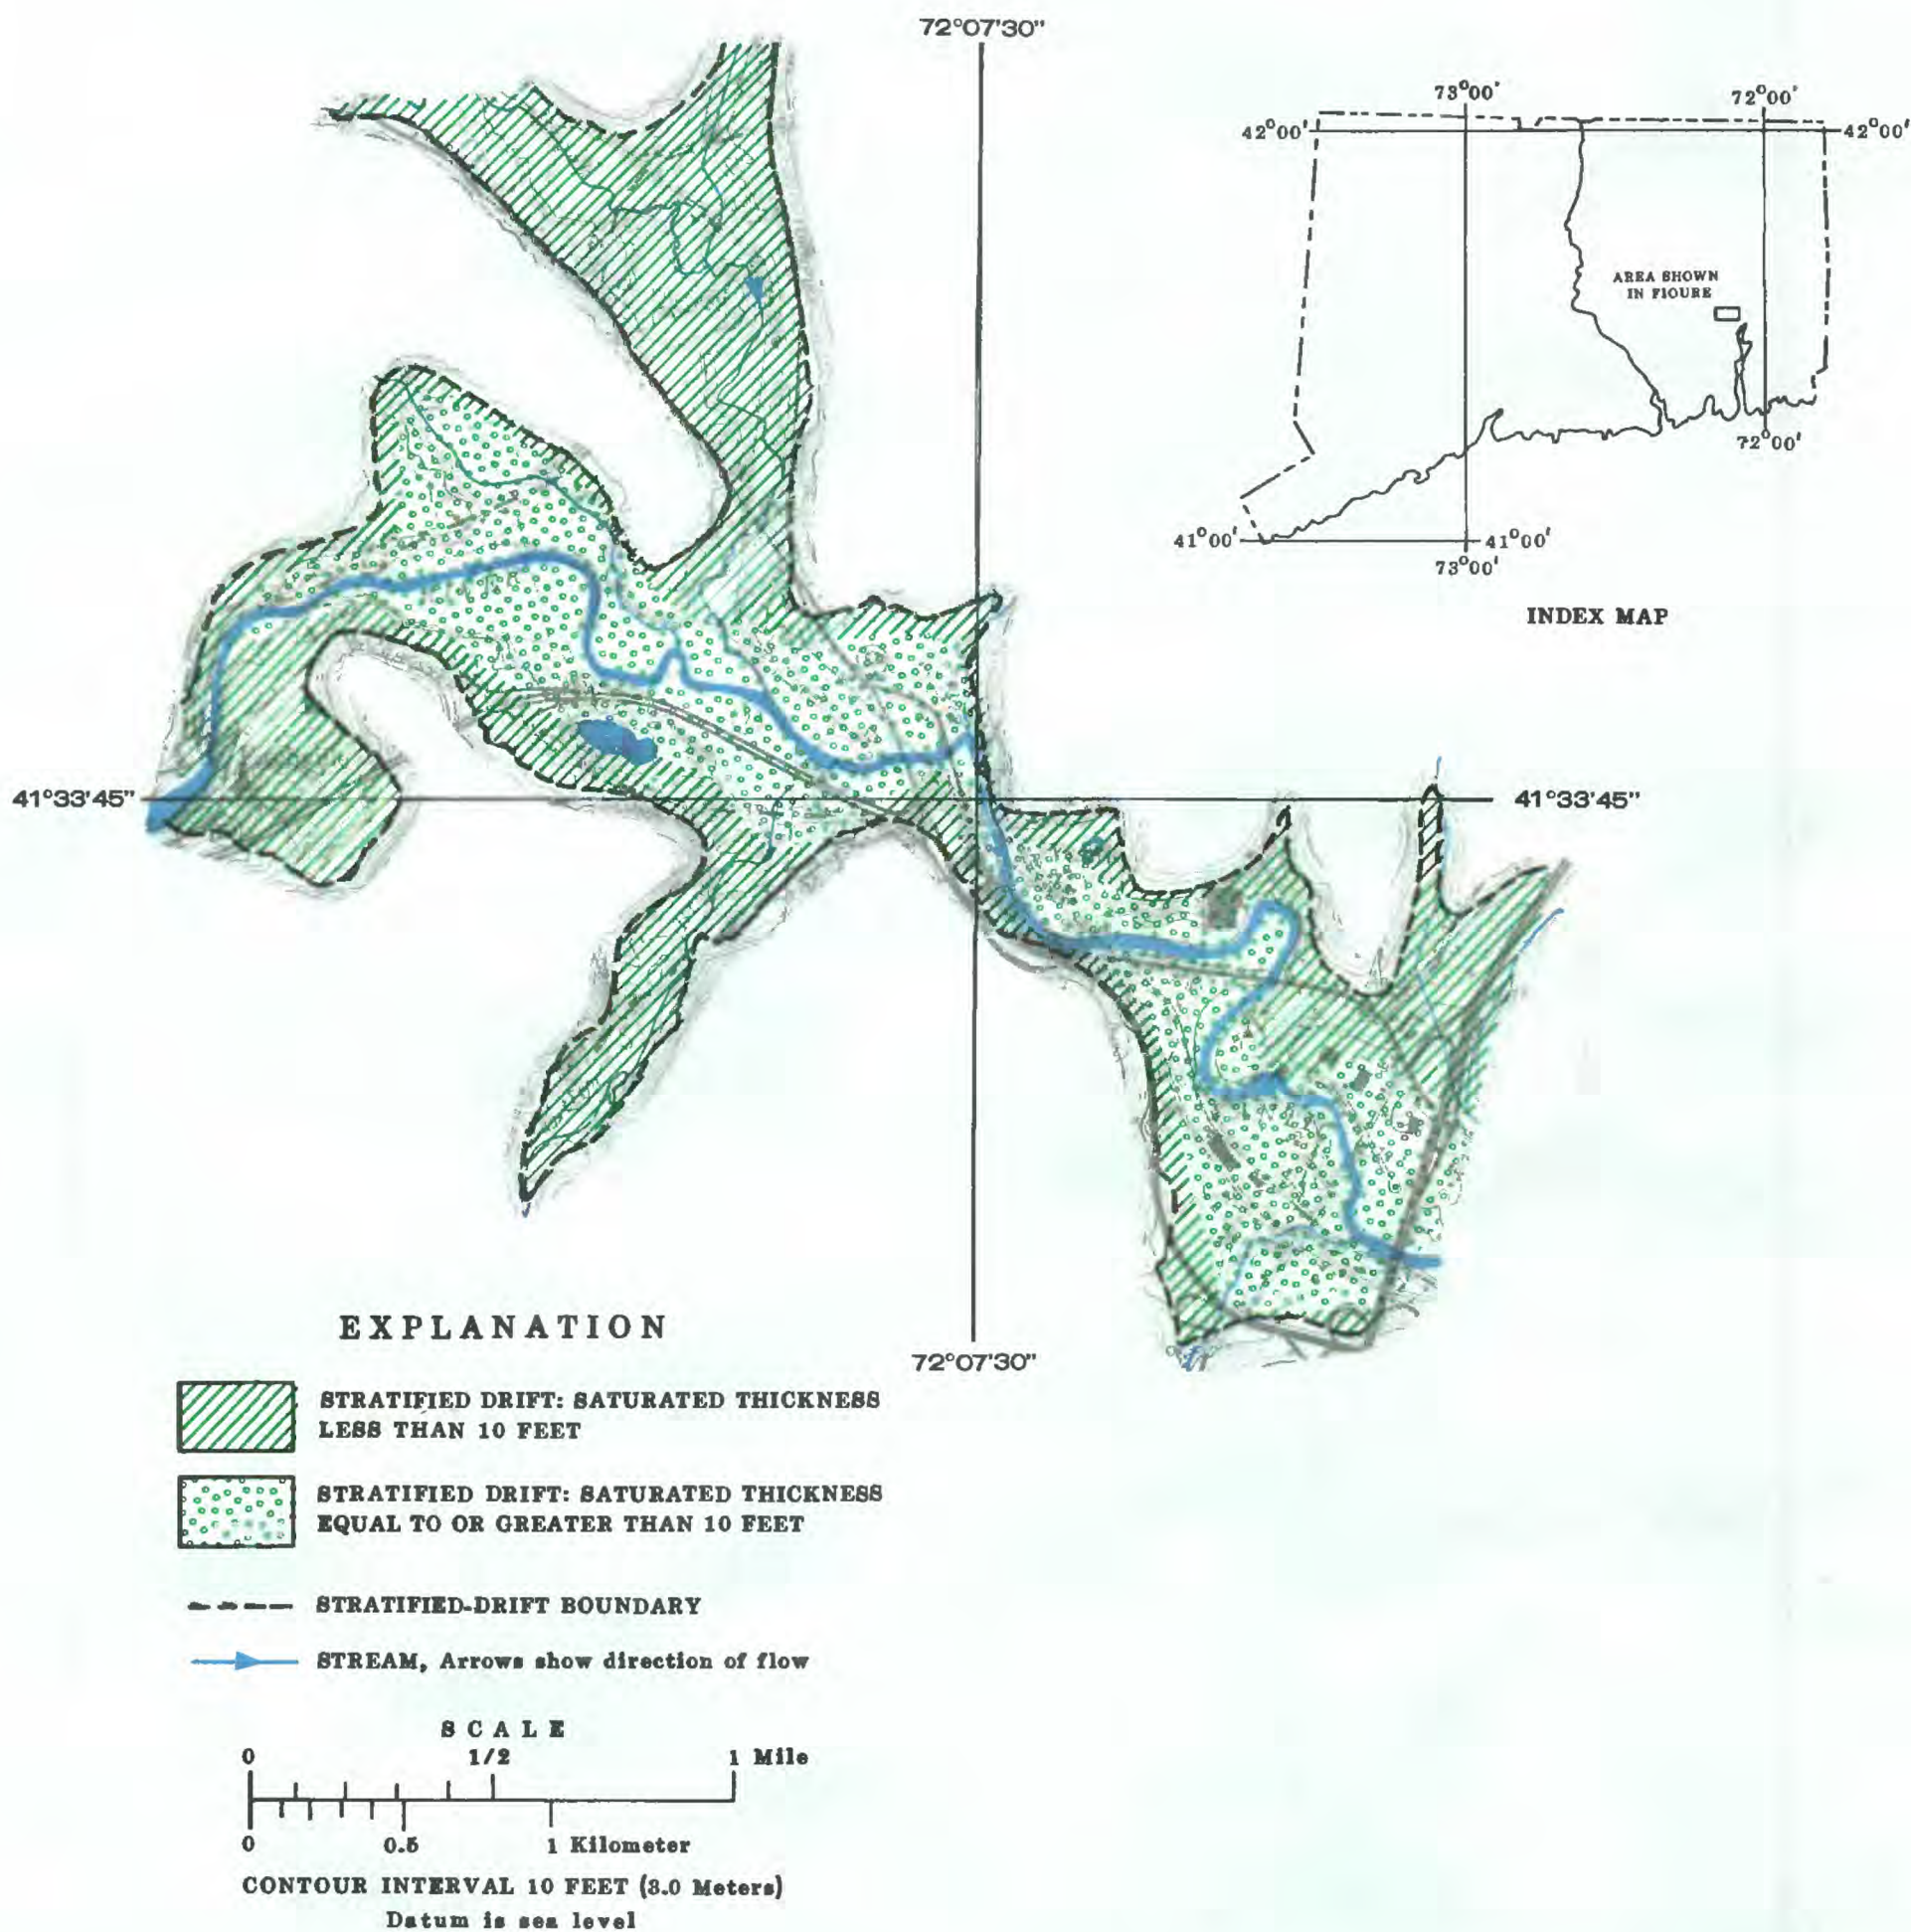 72°07'30"
73°00'
72°00'
42°00'
42°00'
AREA SHOWN
IN FIOURE
72°00'
41°00'
41°00'
73°00'
INDEX MAP
41°33'45"
41°33'45"
72°07'30"
EXPLANATION
STRATIFIED DRIFT: SATURATED THICKNESS
LESS THAN 10 FEET
STRATIFIED DRIFT: SATURATED THICKNESS
EQUAL TO OR GREATER THAN 10 FEET
STRATIFIED-DRIFT BOUNDARY
STREAM, Arrows show direction of flow
SCALE
0 1/2 1 Mile
0 0.5 1 Kilometer
CONTOUR INTERVAL 10 FEET (3.0 Meters)
Datum is sea level